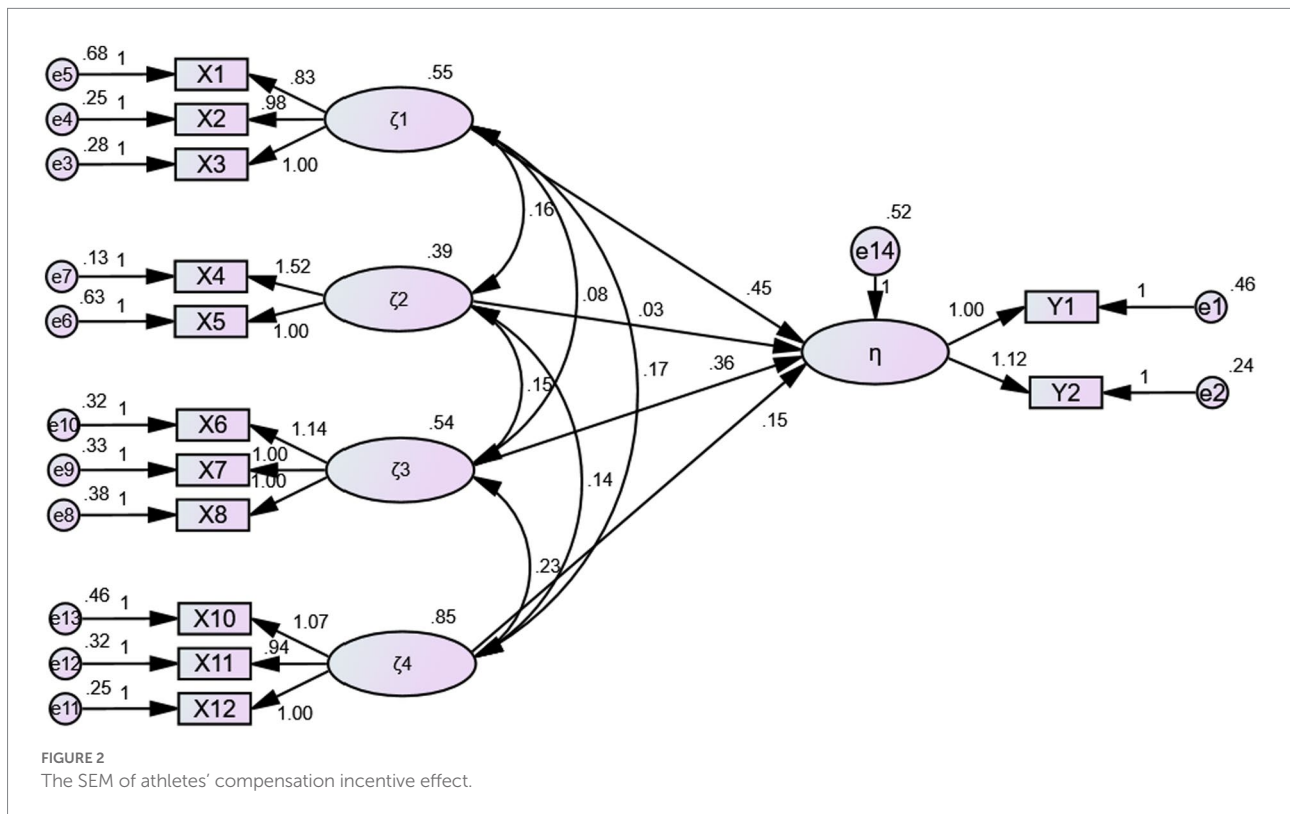 .68 1
e5 X1 .83 .55
.25 1
e4 X2 .98 ζ1
.28 1
e3 X3 1.00
.16
.52
e14
.13 1
e7 X4 1.52 .39
ζ2
.63 1
e6 X5 1.00
.08 .45 1
.03
1.00 Y1 1 e1 .46
η
.36
.17
1.12 Y2 1 e2 .24
.15
.15
.32 1
e10 X6 1.14 .54
.33 1
e9 X7 1.00 ζ3
1.00
.38 1
e8 X8
.14
.23
.46 1
e13 X10 1.07 .85
.32 1
e12 X11 .94 ζ4
.25 1
e11 X12 1.00
FIGURE 2
The SEM of athletes’ compensation incentive effect.